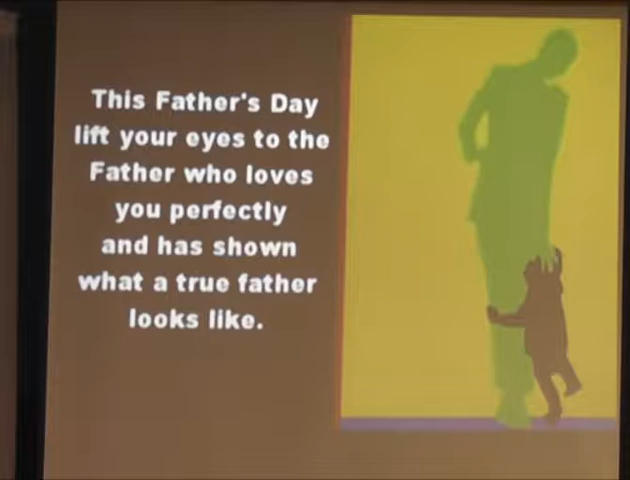 This Father's Day
lift your eyes to the
Father who loves
you perfectly
and has shown
what a true father
looks like.